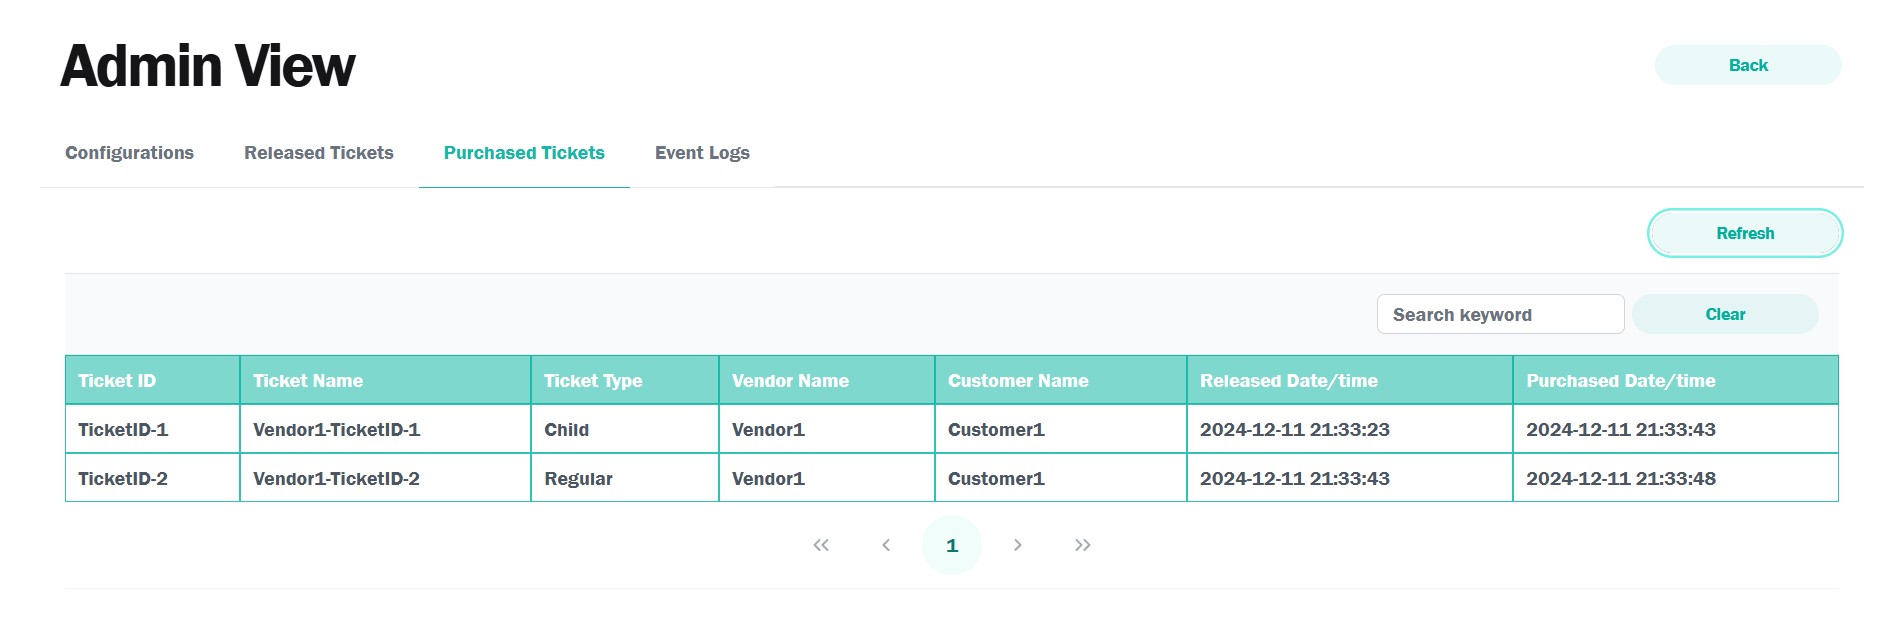 Admin View
Back
Configurations Released Tickets Purchased Tickets Event Logs
Refresh
Search keyword Clear
Ticket ID Ticket Name Ticket Type Vendor Name Customer Name Released Date/time Purchased Date/time
TicketID-1 Vendor1-TicketID-1 Child Vendor1 Customer1 2024-12-11 21:33:23 2024-12-11 21:33:43
TicketID-2 Vendor1-TicketID-2 Regular Vendor1 Customer1 2024-12-11 21:33:43 2024-12-11 21:33:48
1